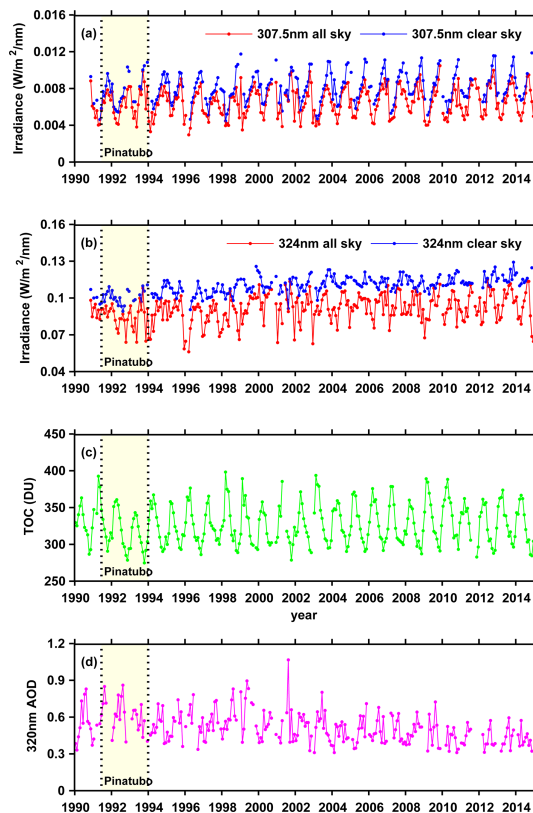 0.016
(a)
307.5nm all sky
307.5nm clear sky
0.012
0.008
0.004
0
Irradiance (W/m²/nm)
Pinatubo
1990 1992 1994 1996 1998 2000 2002 2004 2006 2008 2010 2012 2014
0.16
(b)
324nm all sky
324nm clear sky
0.13
0.1
0.07
0.04
Irradiance (W/m²/nm)
Pinatubo
1990 1992 1994 1996 1998 2000 2002 2004 2006 2008 2010 2012 2014
450
(c)
400
350
300
250
TOC (DU)
Pinatubo
1990 1992 1994 1996 1998 2000 2002 2004 2006 2008 2010 2012 2014
year
1.2
(d)
0.9
0.6
0.3
0
320nm AOD
Pinatubo
1990 1992 1994 1996 1998 2000 2002 2004 2006 2008 2010 2012 2014